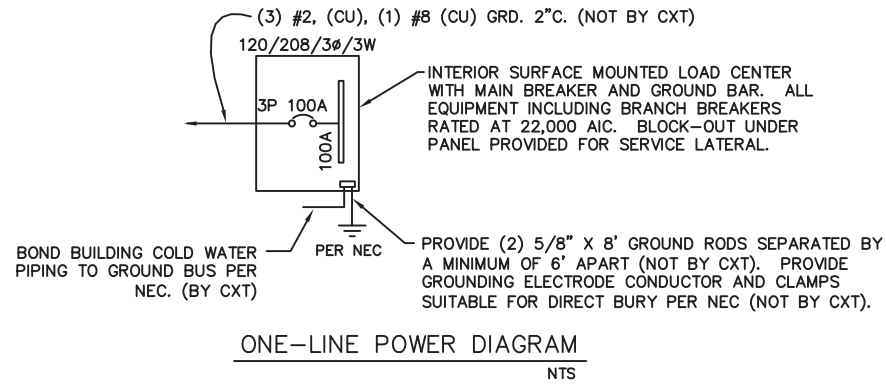 (3) #2, (CU), (1) #8 (CU) GRD. 2"C. (NOT BY CXT)
120/208/3ø/3W
3P 100A
100A
INTERIOR SURFACE MOUNTED LOAD CENTER
WITH MAIN BREAKER AND GROUND BAR. ALL
EQUIPMENT INCLUDING BRANCH BREAKERS
RATED AT 22,000 AIC. BLOCK-OUT UNDER
PANEL PROVIDED FOR SERVICE LATERAL.
BOND BUILDING COLD WATER
PIPING TO GROUND BUS PER
NEC. (BY CXT)
PER NEC
PROVIDE (2) 5/8" X 8' GROUND RODS SEPARATED BY
A MINIMUM OF 6' APART (NOT BY CXT). PROVIDE
GROUNDING ELECTRODE CONDUCTOR AND CLAMPS
SUITABLE FOR DIRECT BURY PER NEC (NOT BY CXT).
ONE-LINE POWER DIAGRAM
NTS